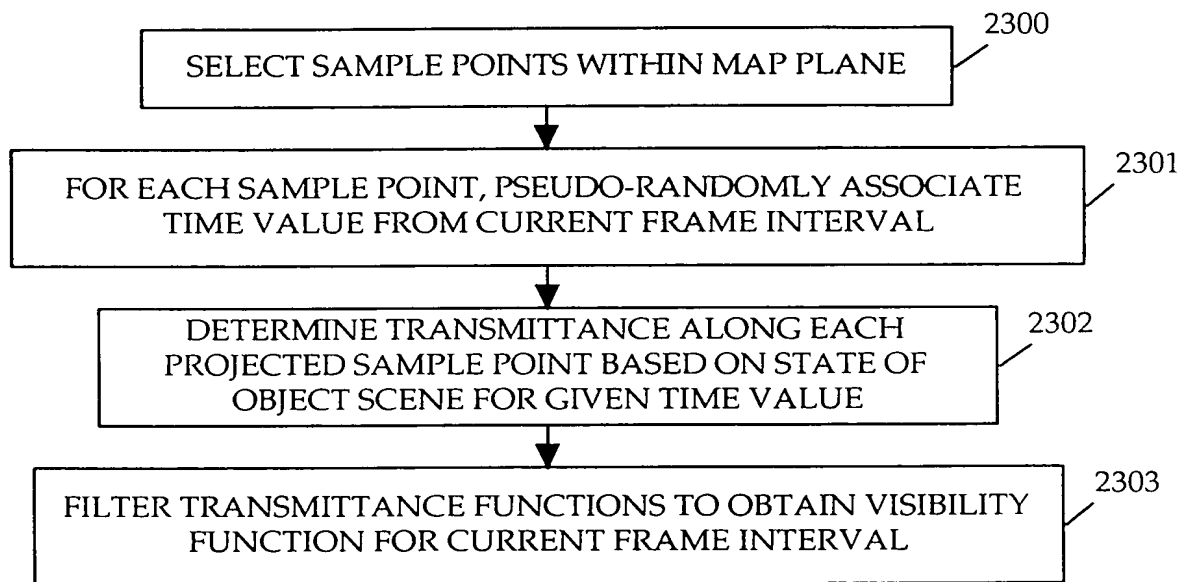 2300
SELECT SAMPLE POINTS WITHIN MAP PLANE
2301
FOR EACH SAMPLE POINT, PSEUDO-RANDOMLY ASSOCIATE
TIME VALUE FROM CURRENT FRAME INTERVAL
2302
DETERMINE TRANSMITTANCE ALONG EACH
PROJECTED SAMPLE POINT BASED ON STATE OF
OBJECT SCENE FOR GIVEN TIME VALUE
2303
FILTER TRANSMITTANCE FUNCTIONS TO OBTAIN VISIBILITY
FUNCTION FOR CURRENT FRAME INTERVAL